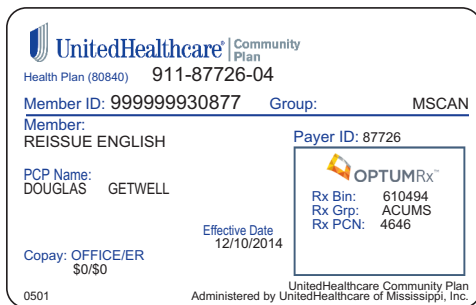 UnitedHealthcare® Community Plan
Health Plan (80840) 911-87726-04
Member ID: 999999930877 Group: MSCAN
Member:
REISSUE ENGLISH
Payer ID: 87726
PCP Name:
DOUGLAS GETWELL
OPTUMRx™
Rx Bin: 610494
Rx Grp: ACUMS
Rx PCN: 4646
Effective Date
12/10/2014
Copay: OFFICE/ER
$0/$0
0501
UnitedHealthcare Community Plan
Administered by UnitedHealthcare of Mississippi, Inc.